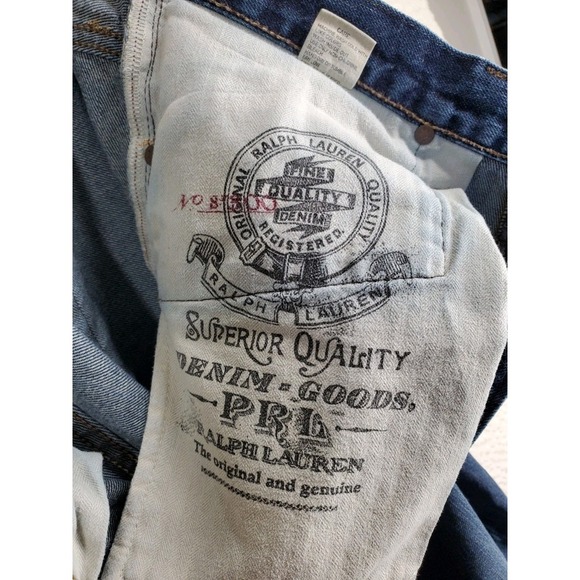 CARE
ORIGINAL RALPH LAUREN QUALITY.
FINE
QUALITY
DENIM
REGISTERED.
RALPH LAUREN
SUPERIOR QUALITY
DENIM - GOODS,
PRL
RALPH LAUREN
The original and genuine